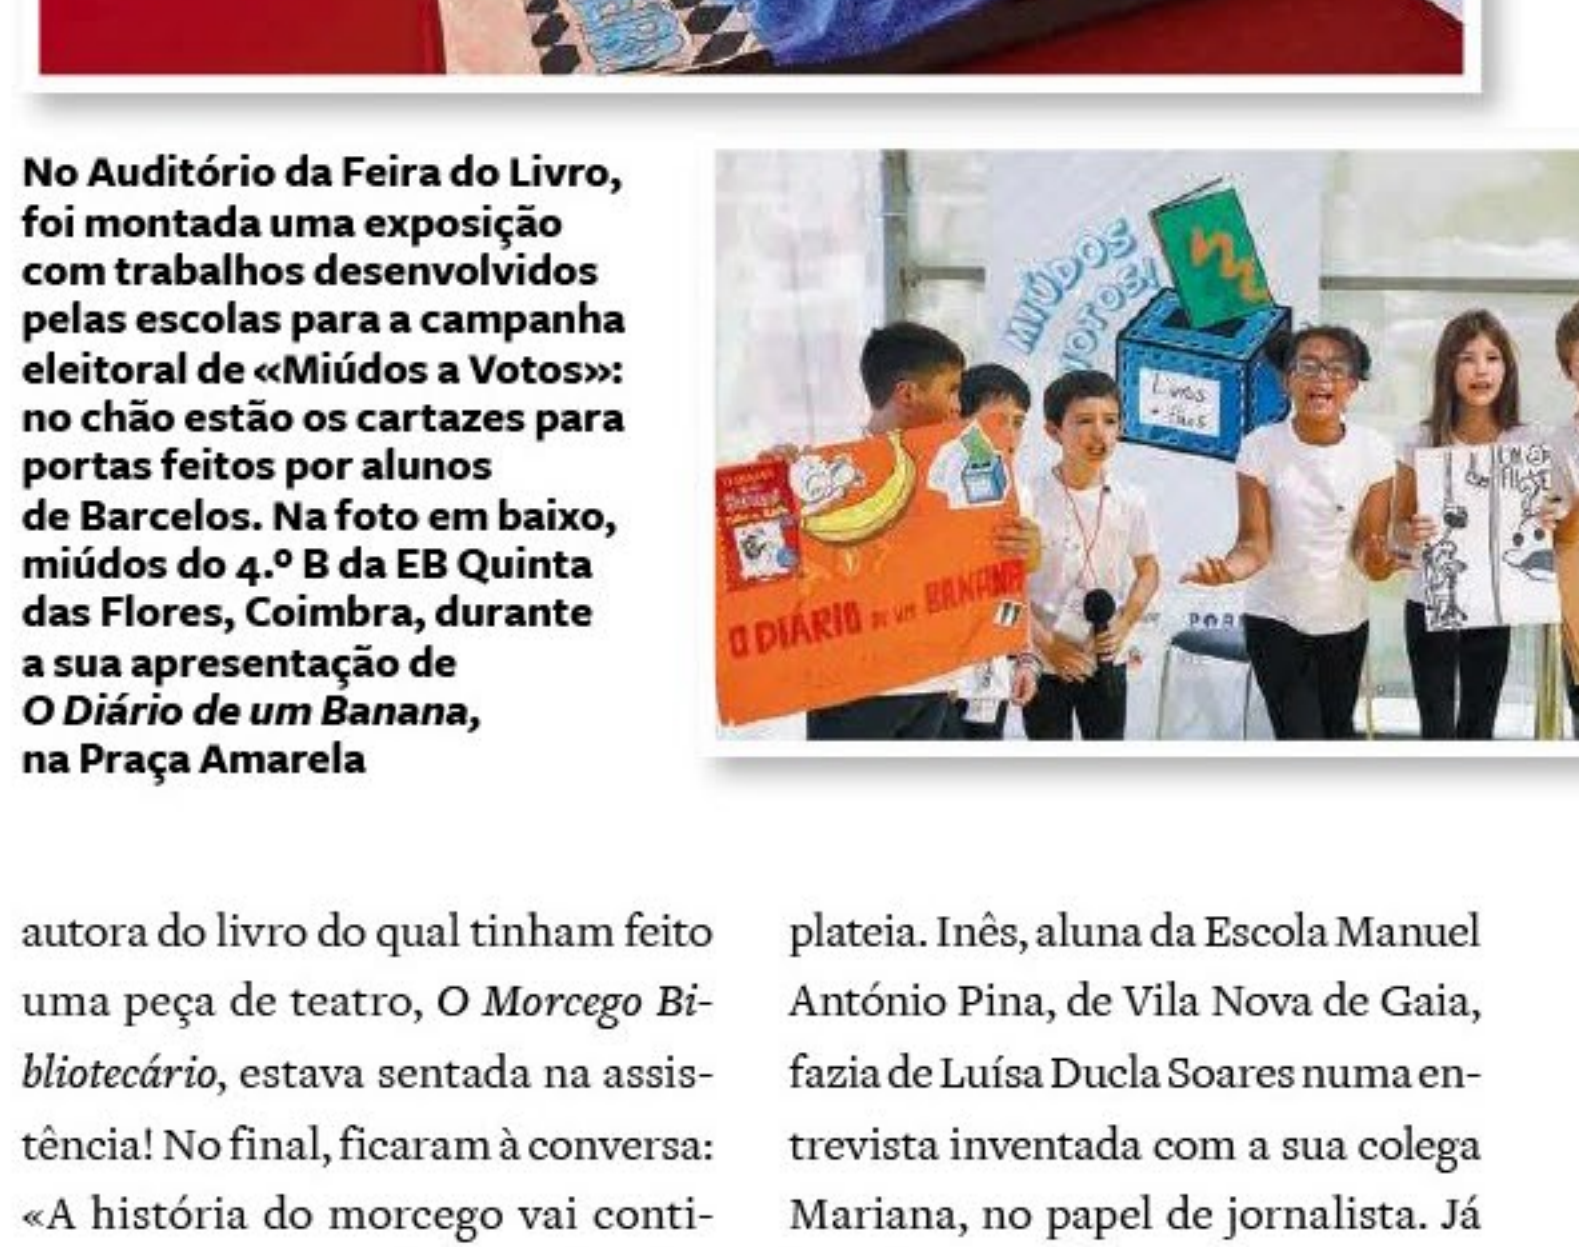 No Auditório da Feira do Livro,
foi montada uma exposição
com trabalhos desenvolvidos
pelas escolas para a campanha
eleitoral de «Miúdos a Votos»:
no chão estão os cartazes para
portas feitos por alunos
de Barcelos. Na foto em baixo,
miúdos do 4.º B da EB Quinta
das Flores, Coimbra, durante
a sua apresentação de
O Diário de um Banana,
na Praça Amarela
MIÚDOS
VOTOS!
Livros
O DIÁRIO DE UM BANANA
autora do livro do qual tinham feito
uma peça de teatro, O Morcego Bi-
bliotecário, estava sentada na assis-
tência! No final, ficaram à conversa:
«A história do morcego vai conti-
plateia. Inês, aluna da Escola Manuel
António Pina, de Vila Nova de Gaia,
fazia de Luísa Ducla Soares numa en-
trevista inventada com a sua colega
Mariana, no papel de jornalista. Já